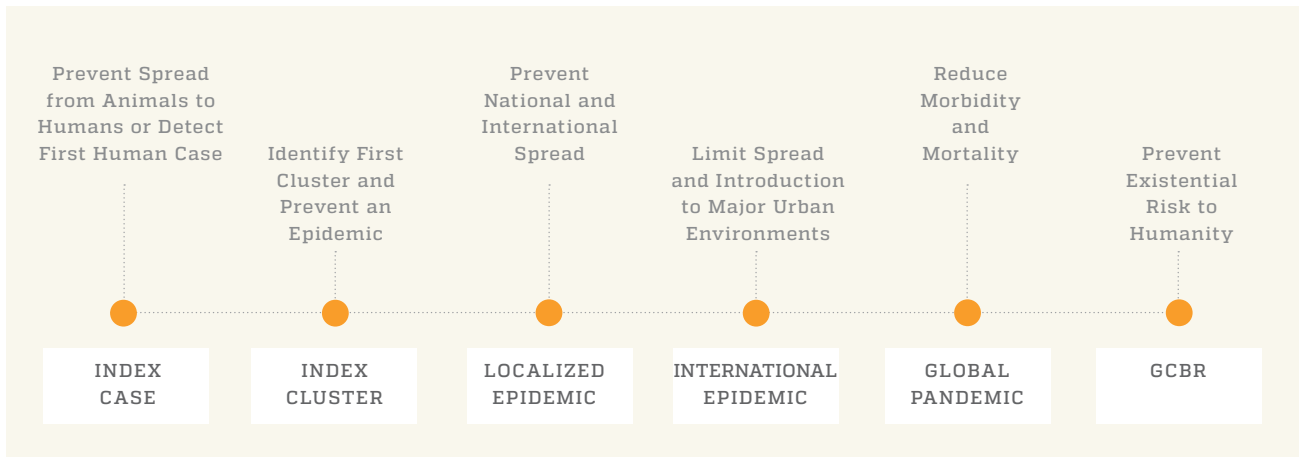 Prevent Spread
from Animals to
Humans or Detect
First Human Case
Identify First
Cluster and
Prevent an
Epidemic
Prevent
National and
International
Spread
Limit Spread
and Introduction
to Major Urban
Environments
Reduce
Morbidity
and
Mortality
Prevent
Existential
Risk to
Humanity
INDEX
CASE
INDEX
CLUSTER
LOCALIZED
EPIDEMIC
INTERNATIONAL
EPIDEMIC
GLOBAL
PANDEMIC
GCBR